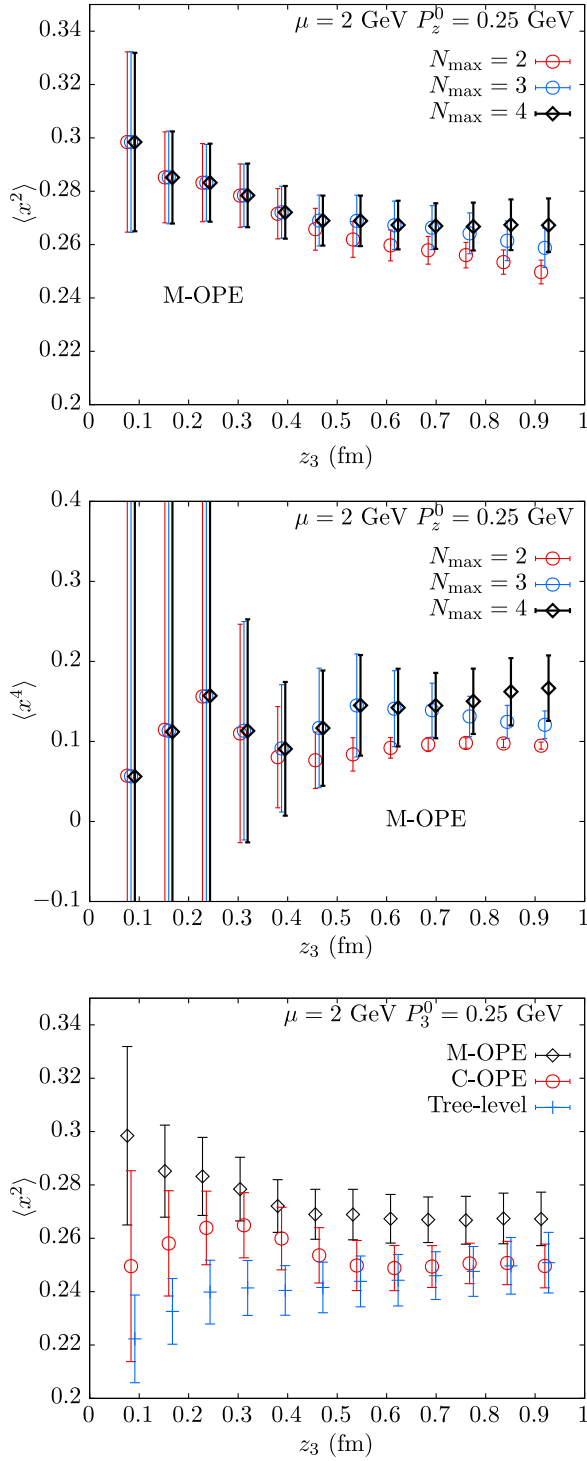 0.34
0.32
0.3
0.28
0.26
0.24
0.22
0.2
⟨x²⟩
μ = 2 GeV P_z^0 = 0.25 GeV
N_max = 2
N_max = 3
N_max = 4
M-OPE
0 0.1 0.2 0.3 0.4 0.5 0.6 0.7 0.8 0.9 1
z₃ (fm)
0.4
0.3
0.2
0.1
0
−0.1
⟨x⁴⟩
μ = 2 GeV P_z^0 = 0.25 GeV
N_max = 2
N_max = 3
N_max = 4
M-OPE
0 0.1 0.2 0.3 0.4 0.5 0.6 0.7 0.8 0.9 1
z₃ (fm)
0.34
0.32
0.3
0.28
0.26
0.24
0.22
0.2
⟨x²⟩
μ = 2 GeV P_3^0 = 0.25 GeV
M-OPE
C-OPE
Tree-level
0 0.1 0.2 0.3 0.4 0.5 0.6 0.7 0.8 0.9 1
z₃ (fm)